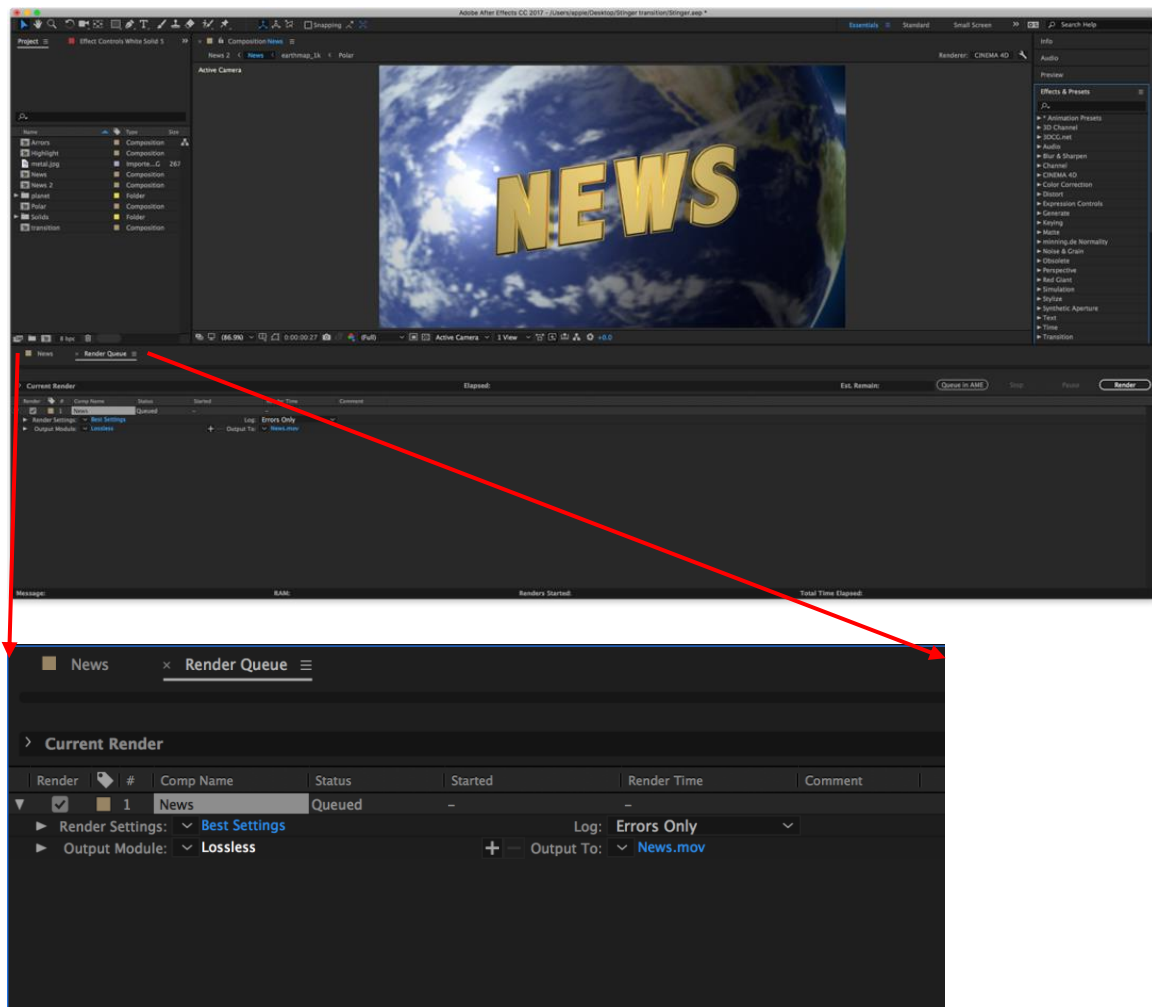 Adobe After Effects CC 2017 - /Users/apple/Desktop/Stinger transition/Stinger.aep *
Snapping
Essentials
Standard
Small Screen
Search Help
Project
Effect Controls White Solid 5
Composition News
News 2
News
earthmap_1k
Polar
Renderer: CINEMA 4D
Active Camera
Name Type Size
Arrors Composition
Highlight Composition
metal.jpg Importe...G 267
News Composition
News 2 Composition
planet Folder
Polar Composition
Solids Folder
transition Composition
NEWS
Info
Audio
Preview
Effects & Presets
* Animation Presets
3D Channel
3DCG.net
Audio
Blur & Sharpen
Channel
CINEMA 4D
Color Correction
Distort
Expression Controls
Generate
Keying
Matte
minning.de Normality
Noise & Grain
Obsolete
Perspective
Red Giant
Simulation
Stylize
Synthetic Aperture
Text
Time
Transition
8 bpc
(86.9%) 0:00:00:27 (Full) Active Camera 1 View +0.0
News
× Render Queue
Current Render Elapsed: Est. Remain: Queue in AME Stop Pause Render
Render # Comp Name Status Started Render Time Comment
1 News Queued – –
Render Settings: Best Settings Log: Errors Only
Output Module: Lossless + – Output To: News.mov
Message: RAM: Renders Started: Total Time Elapsed:
News × Render Queue
Current Render
Render # Comp Name Status Started Render Time Comment
1 News Queued – –
Render Settings: Best Settings Log: Errors Only
Output Module: Lossless + – Output To: News.mov